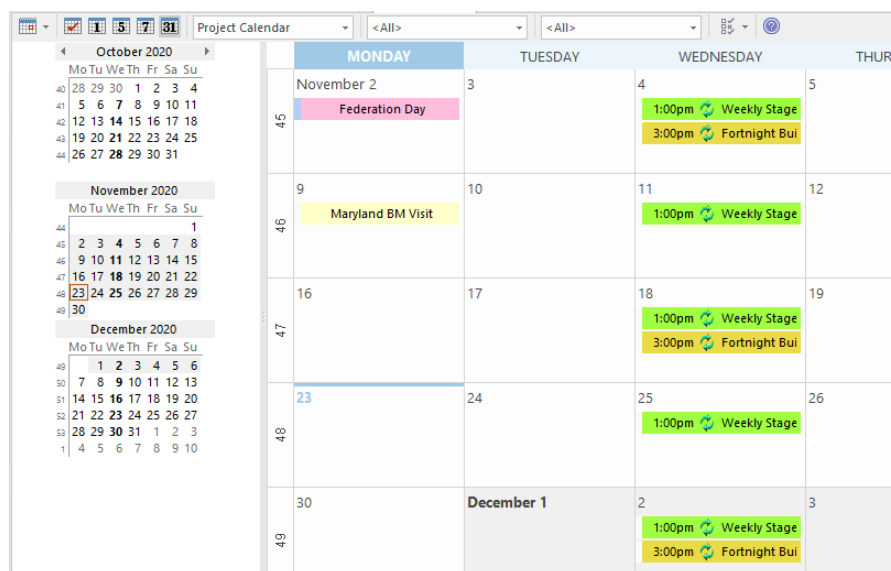 1 5 7 31 Project Calendar <All> <All>
October 2020
Mo Tu We Th Fr Sa Su
40 28 29 30 1 2 3 4
41 5 6 7 8 9 10 11
42 12 13 14 15 16 17 18
43 19 20 21 22 23 24 25
44 26 27 28 29 30 31
November 2020
Mo Tu We Th Fr Sa Su
44 1
45 2 3 4 5 6 7 8
46 9 10 11 12 13 14 15
47 16 17 18 19 20 21 22
48 23 24 25 26 27 28 29
49 30
December 2020
Mo Tu We Th Fr Sa Su
49 1 2 3 4 5 6
50 7 8 9 10 11 12 13
51 14 15 16 17 18 19 20
52 21 22 23 24 25 26 27
53 28 29 30 31 1 2 3
1 4 5 6 7 8 9 10
MONDAY TUESDAY WEDNESDAY THUR
45
November 2 3 4 5
Federation Day 1:00pm Weekly Stage
3:00pm Fortnight Bui
46
9 10 11 12
Maryland BM Visit 1:00pm Weekly Stage
47
16 17 18 19
1:00pm Weekly Stage
3:00pm Fortnight Bui
48
23 24 25 26
1:00pm Weekly Stage
49
30 December 1 2 3
1:00pm Weekly Stage
3:00pm Fortnight Bui